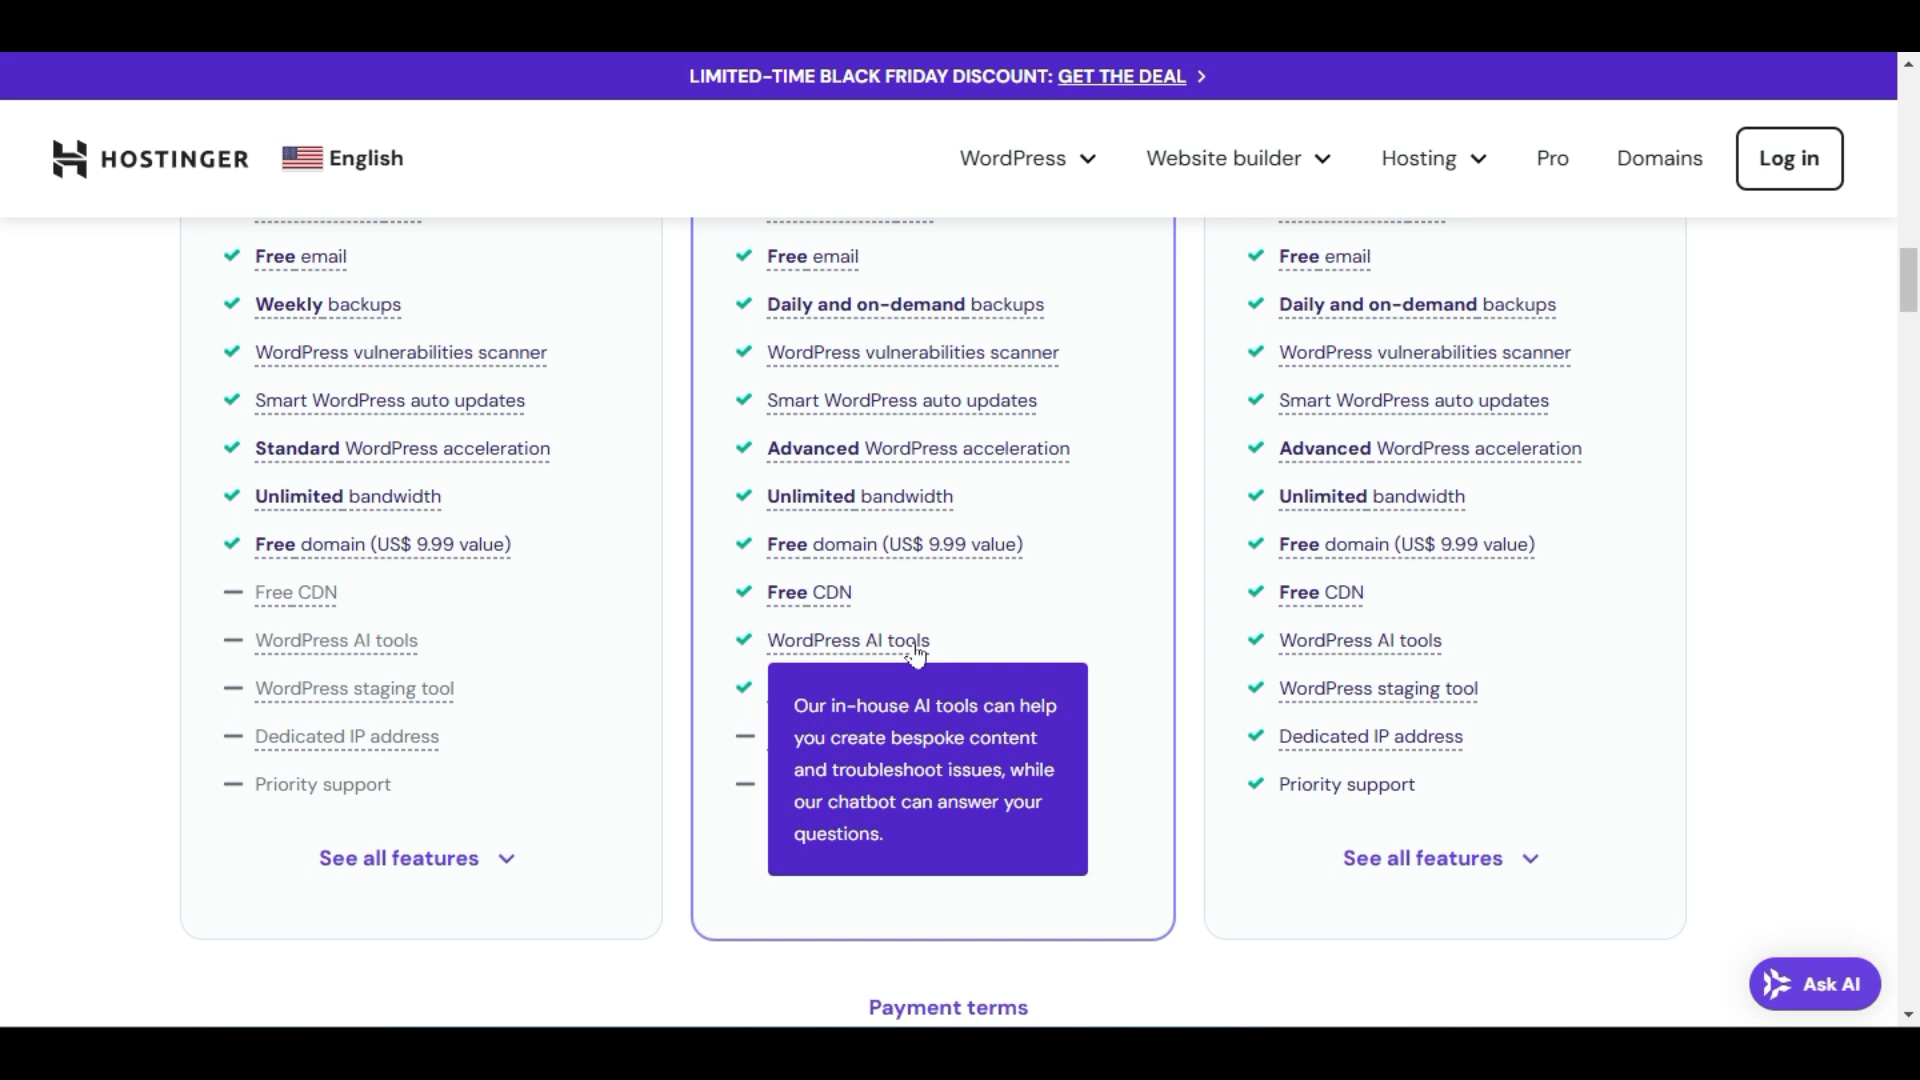 LIMITED-TIME BLACK FRIDAY DISCOUNT: GET THE DEAL
HOSTINGER
English
WordPress
Website builder
Hosting
Pro
Domains
Log in
Free email
Weekly backups
WordPress vulnerabilities scanner
Smart WordPress auto updates
Standard WordPress acceleration
Unlimited bandwidth
Free domain (US$ 9.99 value)
Free CDN
WordPress AI tools
WordPress staging tool
Dedicated IP address
Priority support
See all features
Free email
Daily and on-demand backups
WordPress vulnerabilities scanner
Smart WordPress auto updates
Advanced WordPress acceleration
Unlimited bandwidth
Free domain (US$ 9.99 value)
Free CDN
WordPress AI tools
Our in-house AI tools can help
you create bespoke content
and troubleshoot issues, while
our chatbot can answer your
questions.
Free email
Daily and on-demand backups
WordPress vulnerabilities scanner
Smart WordPress auto updates
Advanced WordPress acceleration
Unlimited bandwidth
Free domain (US$ 9.99 value)
Free CDN
WordPress AI tools
WordPress staging tool
Dedicated IP address
Priority support
See all features
Payment terms
Ask AI